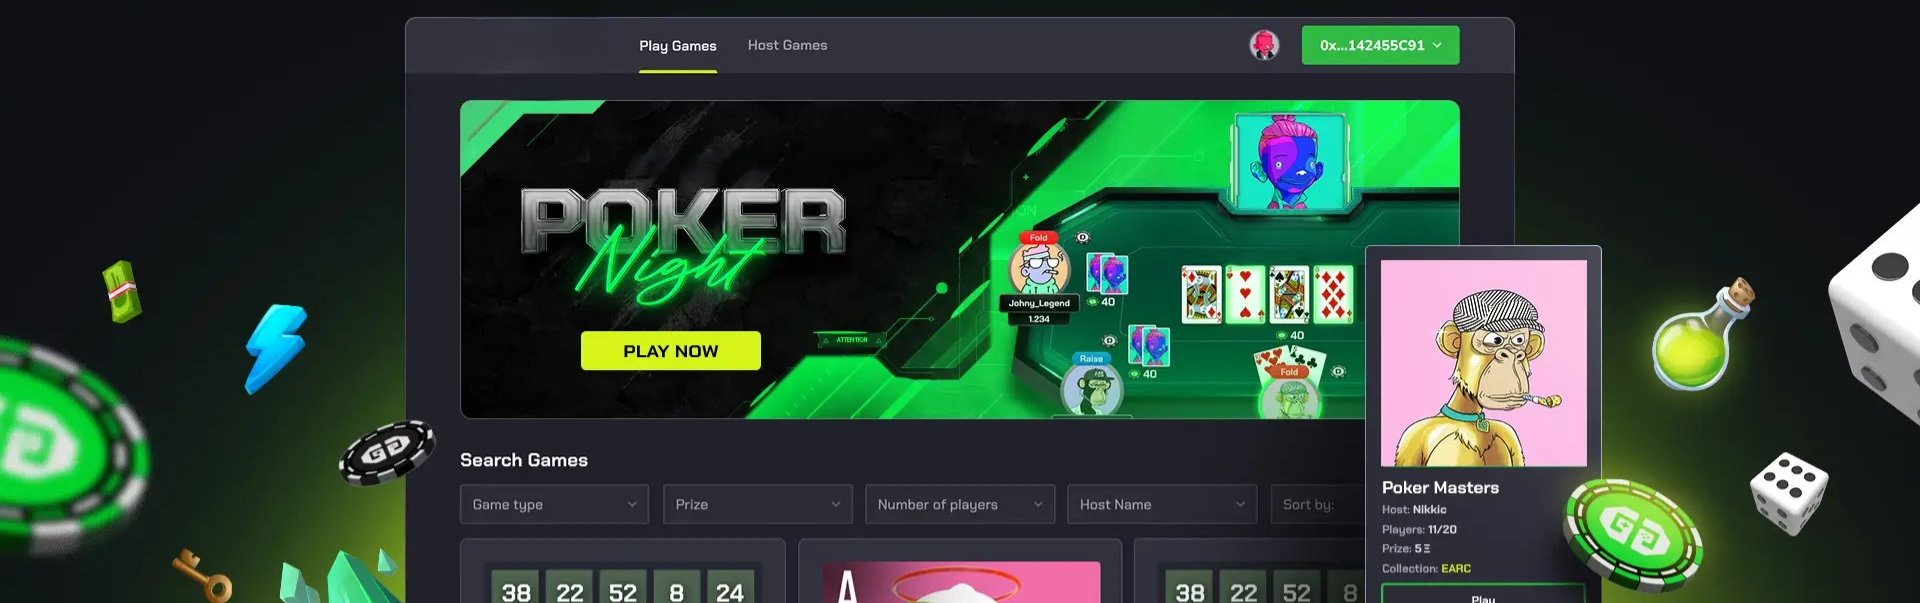 Play Games
Host Games
0x...142455C91
POKER
Night
PLAY NOW
ATTENTION
Fold
D
Johny_Legend
1.234
40
Raise
D
40
40
Fold
D
Search Games
Game type
Prize
Number of players
Host Name
Sort by:
38 22 52 8 24
A
38 22 52 8
Poker Masters
Host: Nikkic
Players: 11/20
Prize: 5 Ξ
Collection: EARC
Play